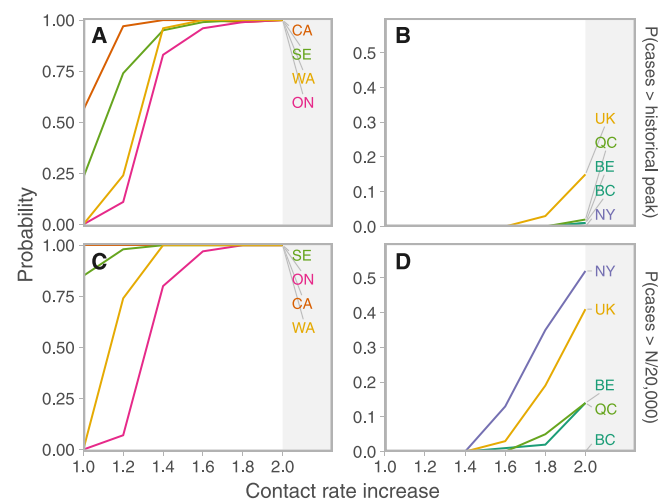 A
1.00
0.75
0.50
0.25
0.00
CA
SE
WA
ON
B
0.5
0.4
0.3
0.2
0.1
0.0
UK
QC
BE
BC
NY
P(cases > historical peak)
Probability
C
1.00
0.75
0.50
0.25
0.00
SE
ON
CA
WA
1.0 1.2 1.4 1.6 1.8 2.0
D
0.5
0.4
0.3
0.2
0.1
0.0
NY
UK
BE
QC
BC
1.0 1.2 1.4 1.6 1.8 2.0
P(cases > N/20,000)
Contact rate increase